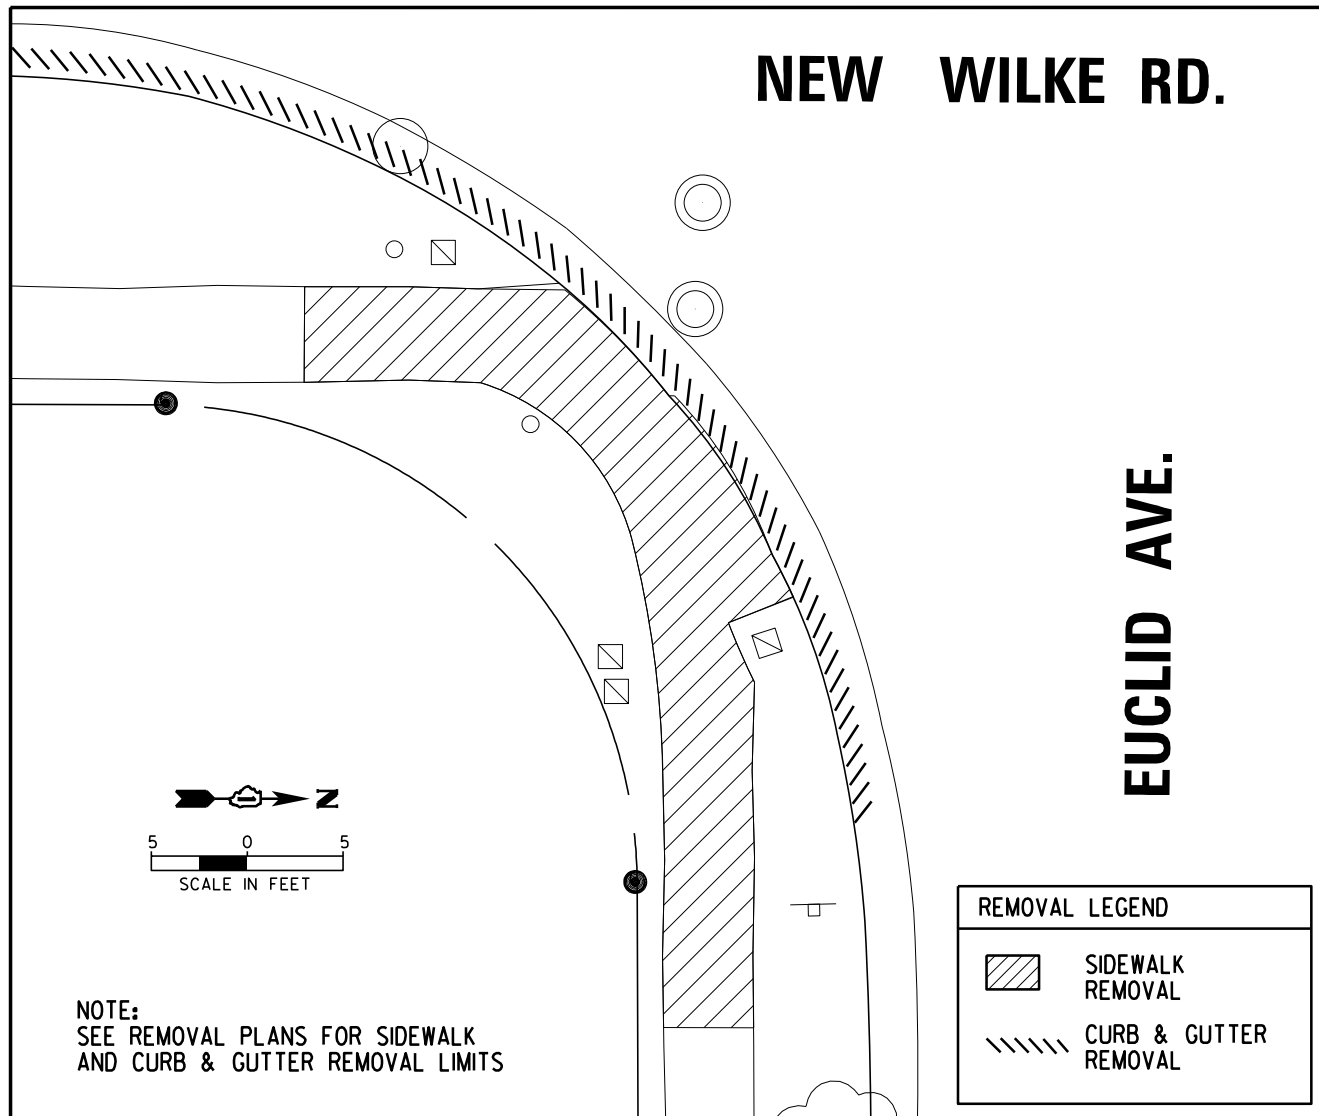 NEW WILKE RD.
EUCLID AVE.
N
5 0 5
SCALE IN FEET
NOTE:
SEE REMOVAL PLANS FOR SIDEWALK
AND CURB & GUTTER REMOVAL LIMITS
REMOVAL LEGEND
SIDEWALK
REMOVAL
CURB & GUTTER
REMOVAL